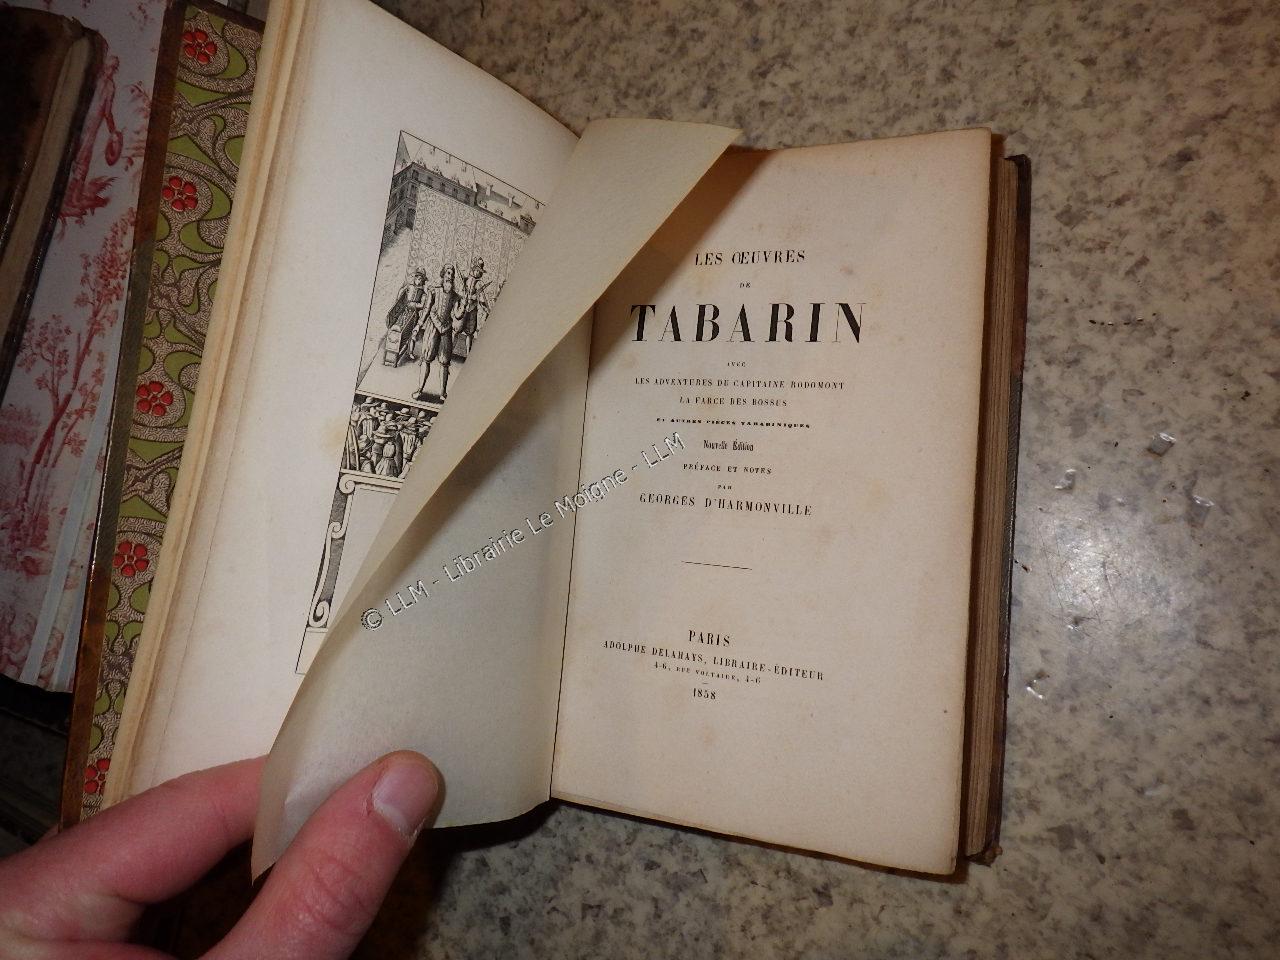 LES ŒUVRES
DE
TABARIN
AVEC
LES ADVENTURES DU CAPITAINE RODOMONT
LA FARCE DES BOSSUS
ET AUTRES PIÈCES TABARINIQUES
Nouvelle Édition
PRÉFACE ET NOTES
PAR
GEORGES D'HARMONVILLE
PARIS
ADOLPHE DELAHAYS, LIBRAIRE-ÉDITEUR
4-6, RUE VOLTAIRE, 4-6
1858
© LLM - Librairie Le Moigne - LLM